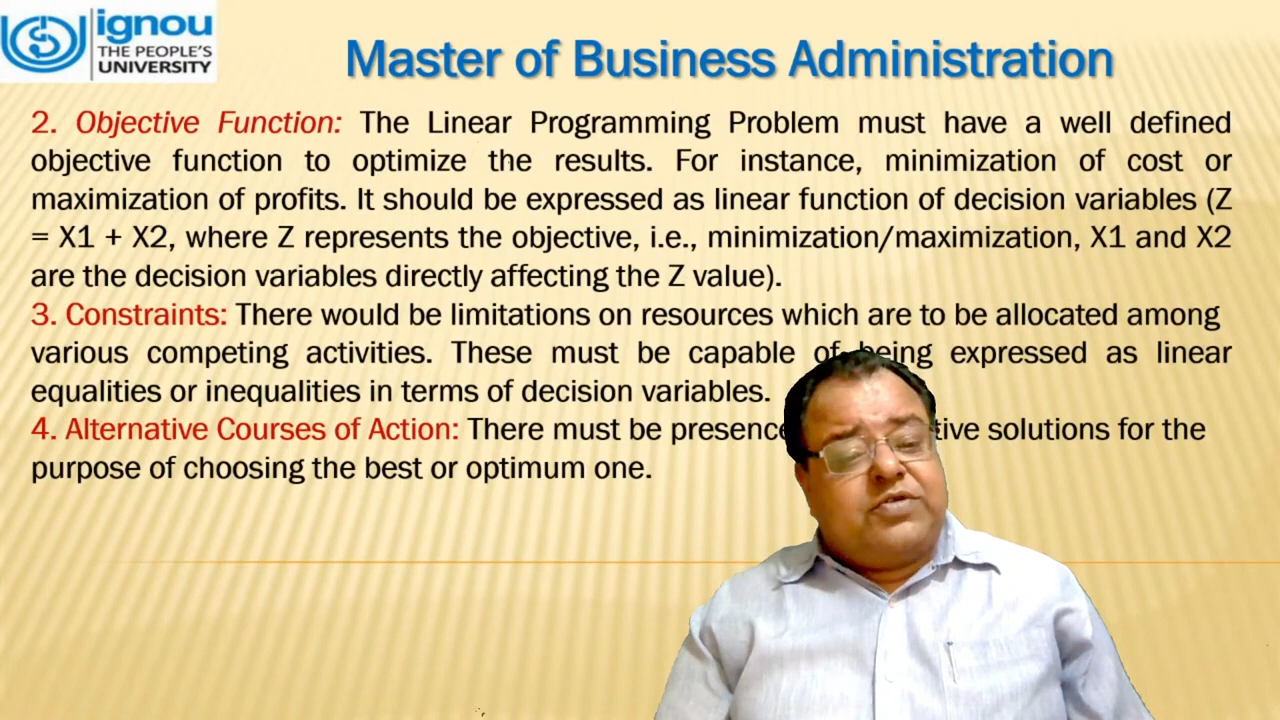 ignou
THE PEOPLE'S
UNIVERSITY
Master of Business Administration
2. Objective Function: The Linear Programming Problem must have a well defined
objective function to optimize the results. For instance, minimization of cost or
maximization of profits. It should be expressed as linear function of decision variables (Z
= X1 + X2, where Z represents the objective, i.e., minimization/maximization, X1 and X2
are the decision variables directly affecting the Z value).
3. Constraints: There would be limitations on resources which are to be allocated among
various competing activities. These must be capable of being expressed as linear
equalities or inequalities in terms of decision variables.
4. Alternative Courses of Action: There must be presence solutions for the
purpose of choosing the best or optimum one.